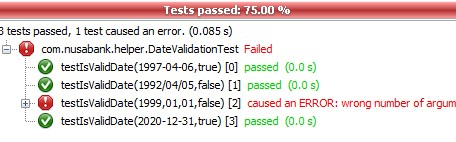 Tests passed: 75.00 %
3 tests passed, 1 test caused an error. (0.085 s)
com.nusabank.helper.DateValidationTest Failed
testIsValidDate(1997-04-06,true) [0] passed (0.0 s)
testIsValidDate(1992/04/05,false) [1] passed (0.0 s)
testIsValidDate(1999,01,01,false) [2] caused an ERROR: wrong number of argum
testIsValidDate(2020-12-31,true) [3] passed (0.0 s)